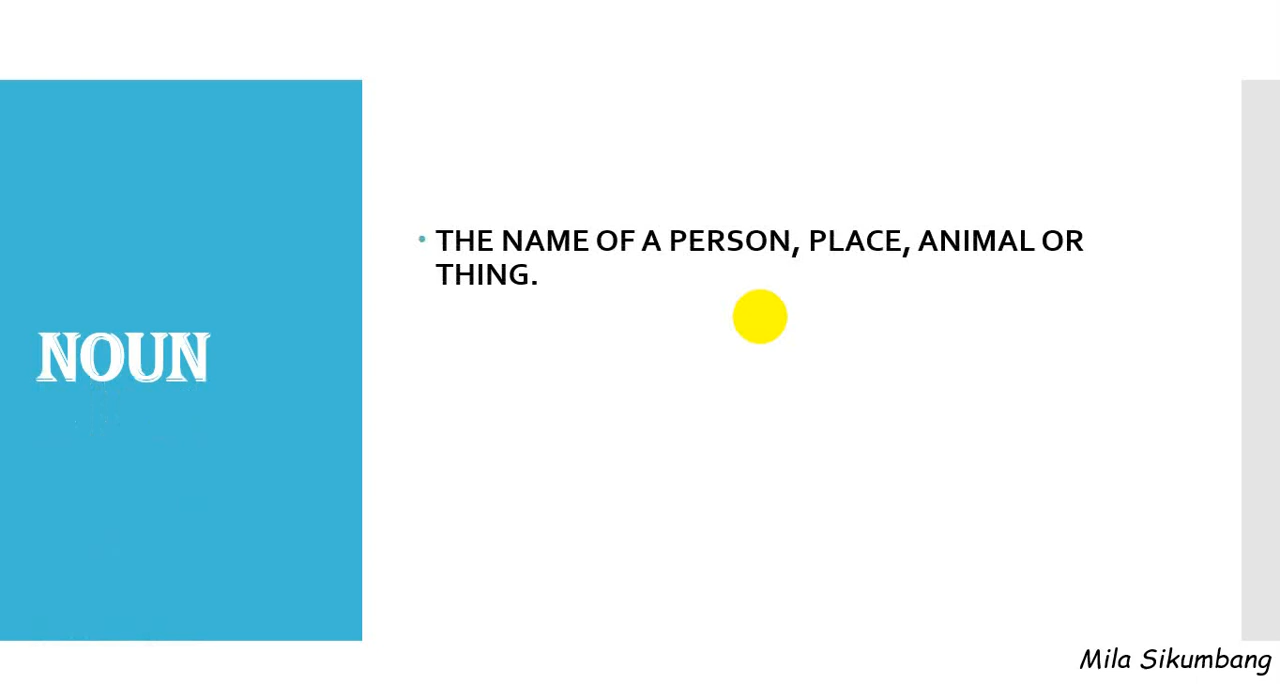 NOUN
• THE NAME OF A PERSON, PLACE, ANIMAL OR
THING.
Mila Sikumbang